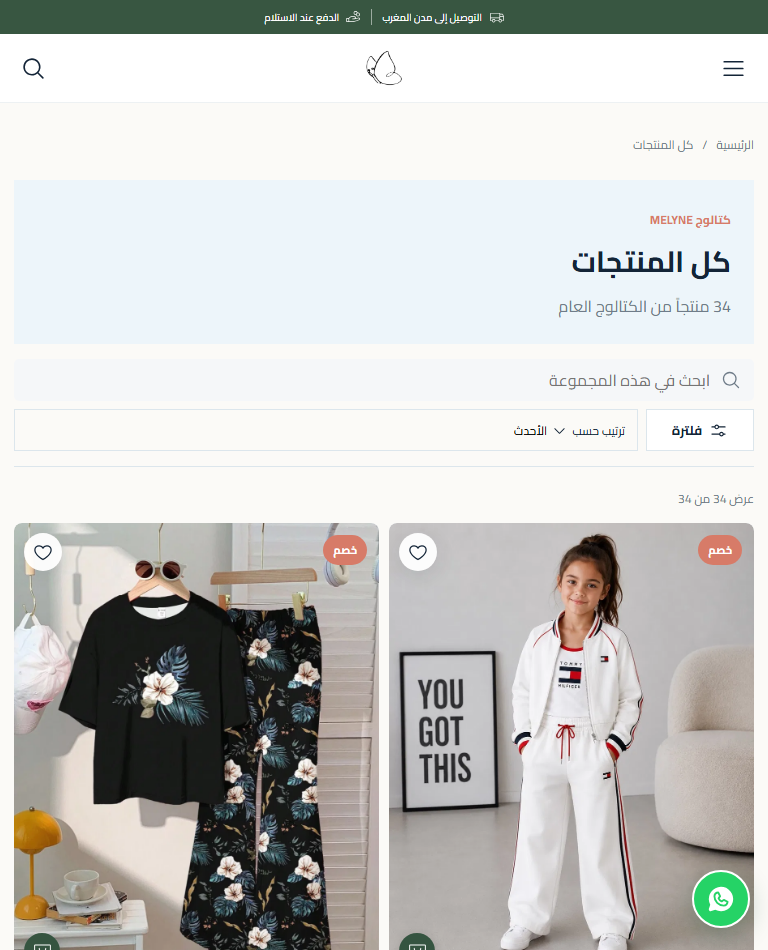 التوصيل إلى مدن المغرب
الدفع عند الاستلام
الرئيسية / كل المنتجات
كتالوج MELYNE
كل المنتجات
34 منتجاً من الكتالوج العام
ابحث في هذه المجموعة
فلترة
ترتيب حسب
الأحدث
عرض 34 من 34
خصم
خصم
TOMMY
HILFIGER
YOU
GOT
THIS